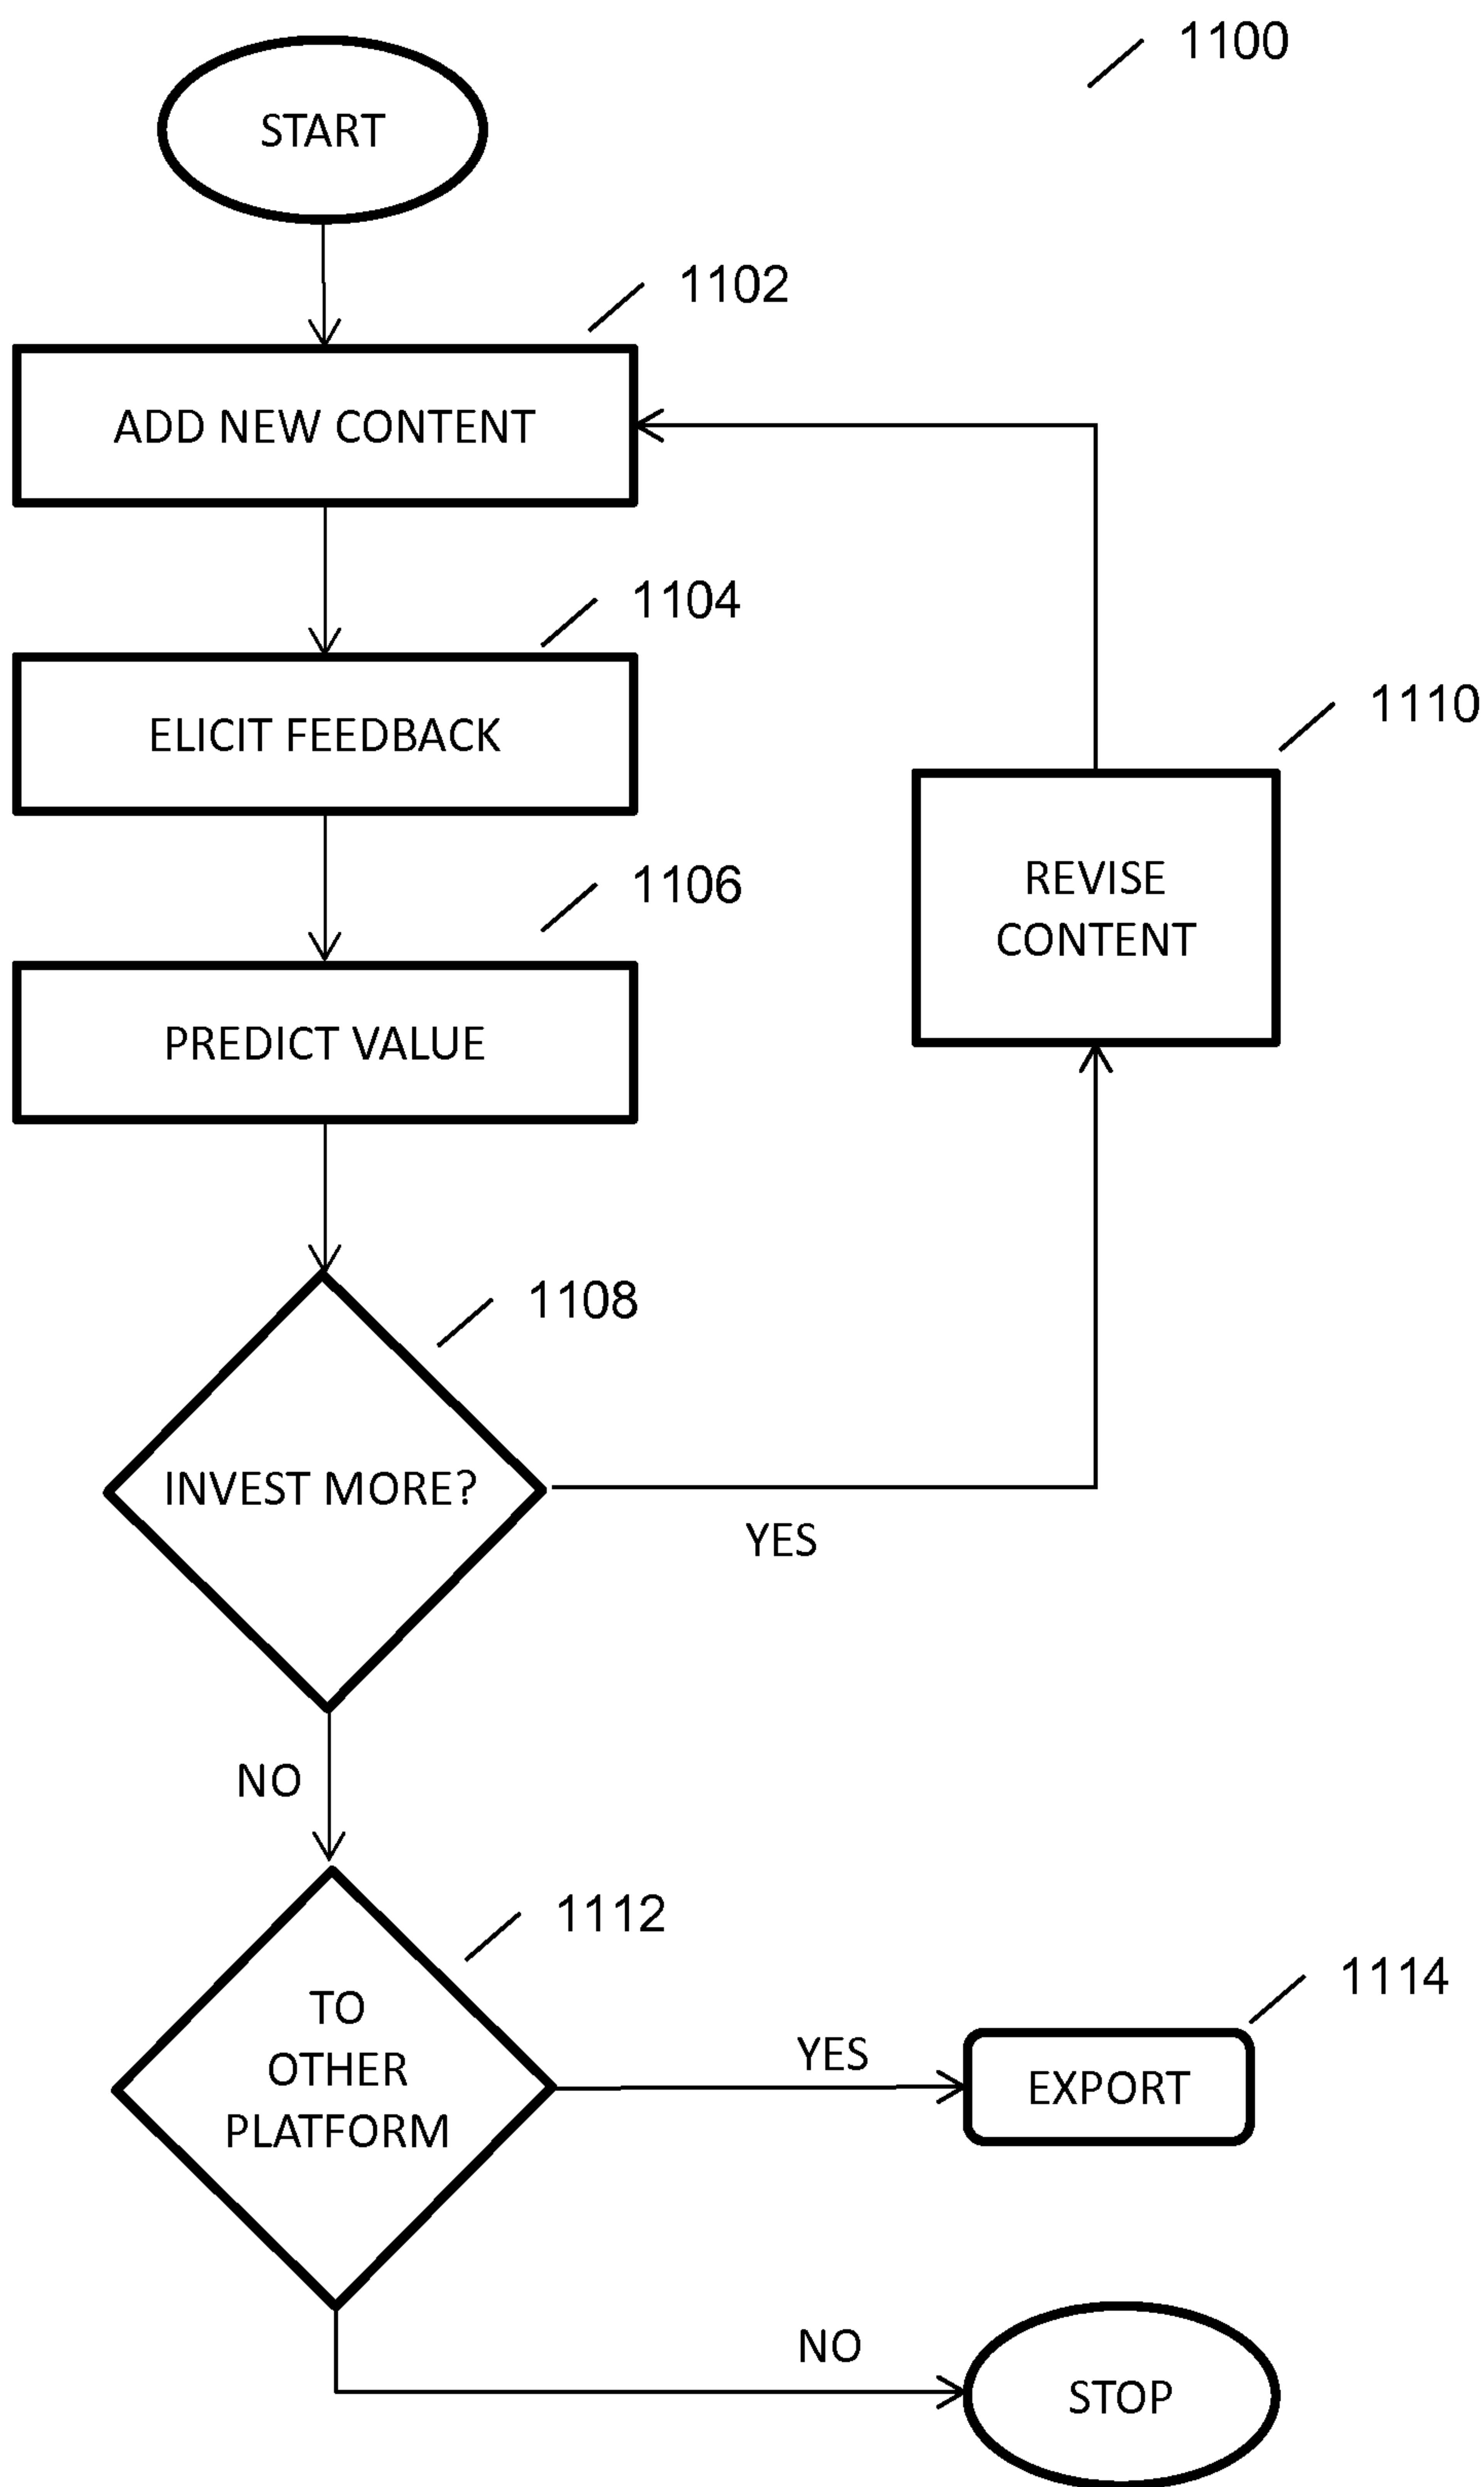 1100
START
1102
ADD NEW CONTENT
1104
ELICIT FEEDBACK
1110
REVISE
CONTENT
1106
PREDICT VALUE
1108
INVEST MORE?
YES
NO
1112
TO
OTHER
PLATFORM
YES
1114
EXPORT
NO
STOP